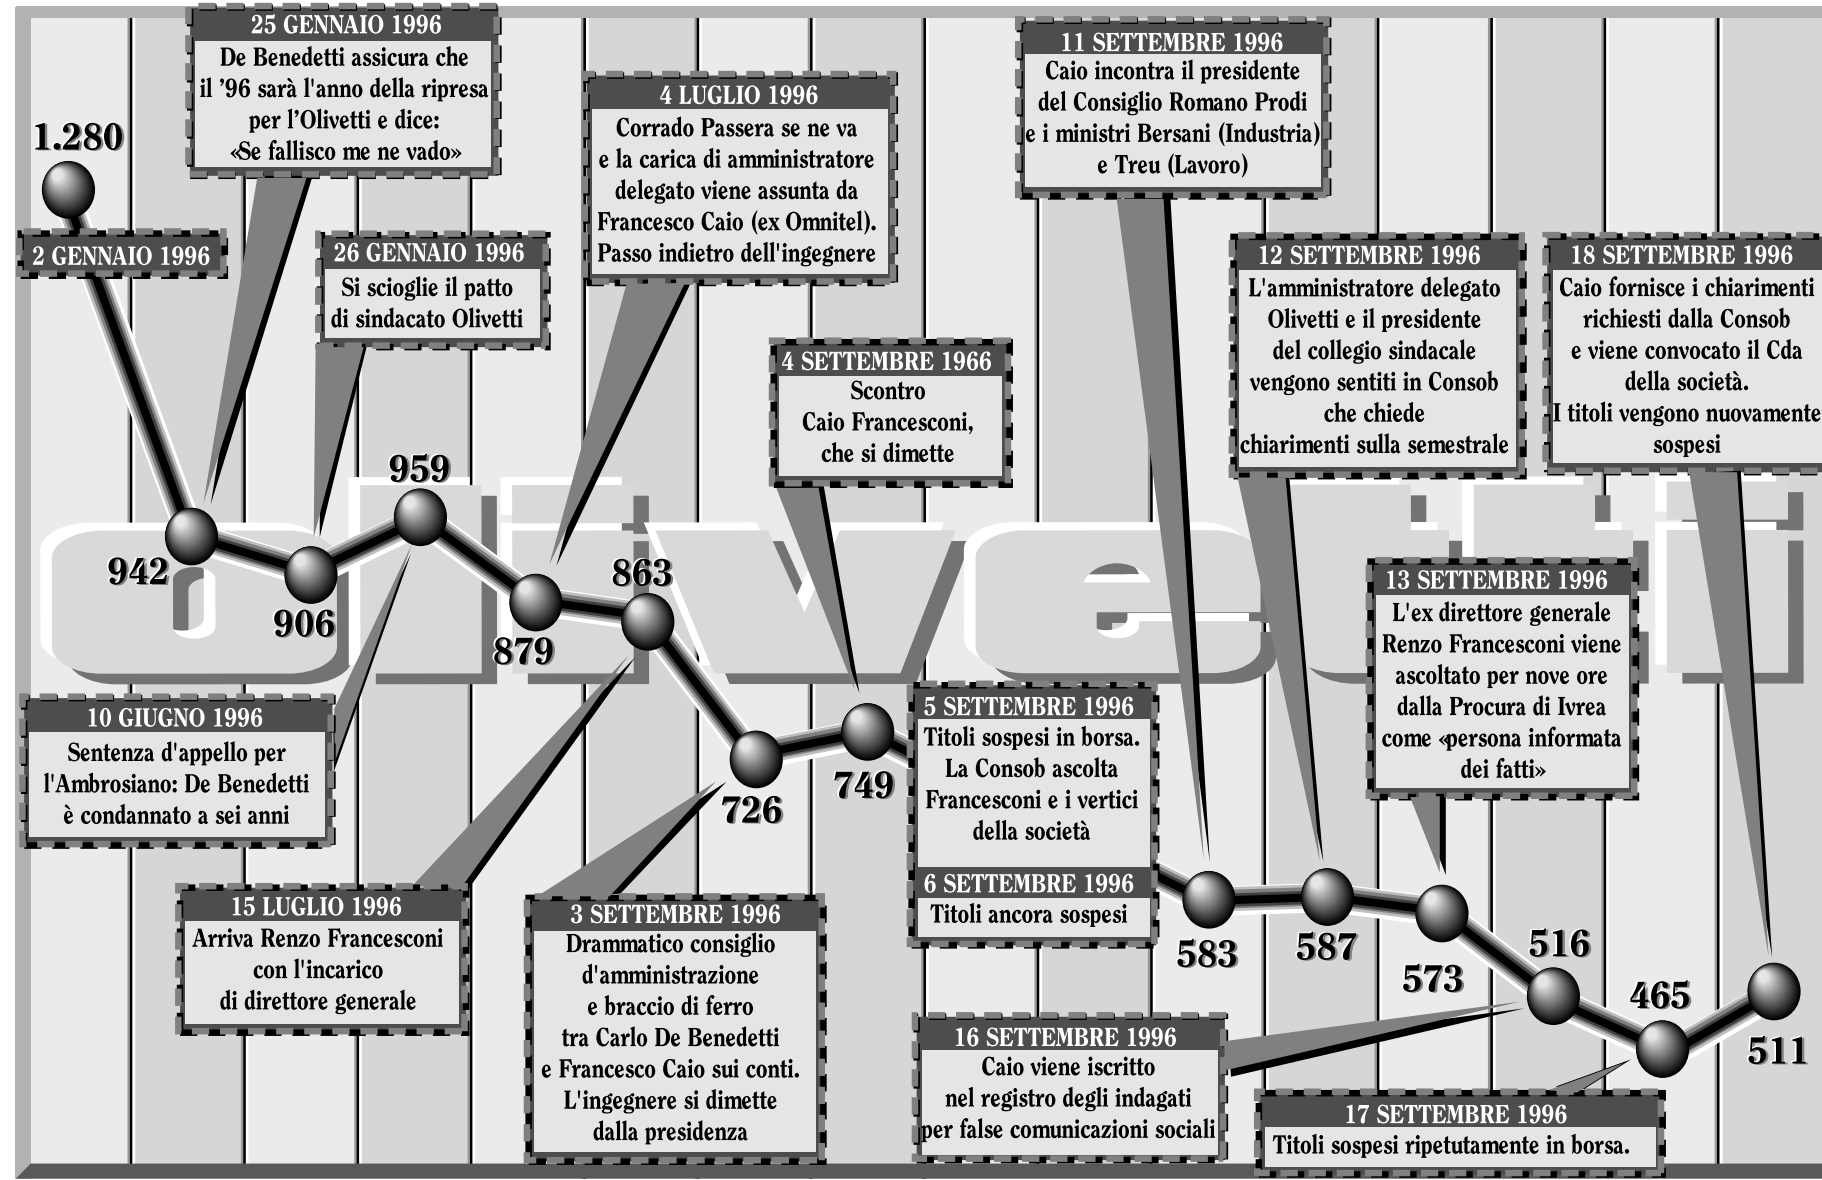 25 GENNAIO 1996
De Benedetti assicura che
il ’96 sarà l'anno della ripresa
per l’Olivetti e dice:
«Se fallisco me ne vado»
1.280
2 GENNAIO 1996
26 GENNAIO 1996
Si scioglie il patto
di sindacato Olivetti
4 LUGLIO 1996
Corrado Passera se ne va
e la carica di amministratore
delegato viene assunta da
Francesco Caio (ex Omnitel).
Passo indietro dell'ingegnere
4 SETTEMBRE 1966
Scontro
Caio Francesconi,
che si dimette
11 SETTEMBRE 1996
Caio incontra il presidente
del Consiglio Romano Prodi
e i ministri Bersani (Industria)
e Treu (Lavoro)
12 SETTEMBRE 1996
L'amministratore delegato
Olivetti e il presidente
del collegio sindacale
vengono sentiti in Consob
che chiede
chiarimenti sulla semestrale
18 SETTEMBRE 1996
Caio fornisce i chiarimenti
richiesti dalla Consob
e viene convocato il Cda
della società.
I titoli vengono nuovamente
sospesi
olivetti
942
906
959
879
863
726
749
10 GIUGNO 1996
Sentenza d'appello per
l'Ambrosiano: De Benedetti
è condannato a sei anni
15 LUGLIO 1996
Arriva Renzo Francesconi
con l'incarico
di direttore generale
3 SETTEMBRE 1996
Drammatico consiglio
d'amministrazione
e braccio di ferro
tra Carlo De Benedetti
e Francesco Caio sui conti.
L'ingegnere si dimette
dalla presidenza
5 SETTEMBRE 1996
Titoli sospesi in borsa.
La Consob ascolta
Francesconi e i vertici
della società
6 SETTEMBRE 1996
Titoli ancora sospesi
13 SETTEMBRE 1996
L'ex direttore generale
Renzo Francesconi viene
ascoltato per nove ore
dalla Procura di Ivrea
come «persona informata
dei fatti»
583
587
573
516
465
511
16 SETTEMBRE 1996
Caio viene iscritto
nel registro degli indagati
per false comunicazioni sociali
17 SETTEMBRE 1996
Titoli sospesi ripetutamente in borsa.